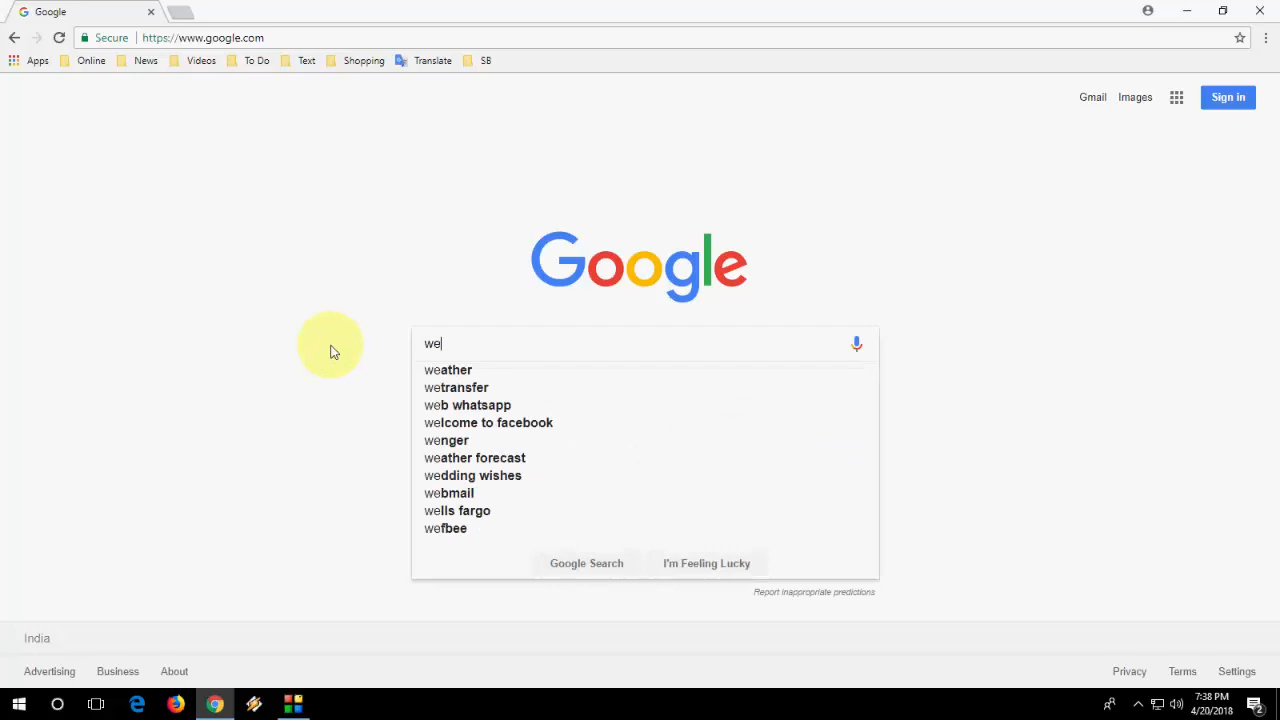 Google
Secure https://www.google.com
Apps Online News Videos To Do Text Shopping Translate SB
Gmail Images Sign in
Google
we
weather
wetransfer
web whatsapp
welcome to facebook
wenger
weather forecast
wedding wishes
webmail
wells fargo
wefbee
Google Search I'm Feeling Lucky
Report inappropriate predictions
India
Advertising Business About Privacy Terms Settings
7:38 PM
4/20/2018
2